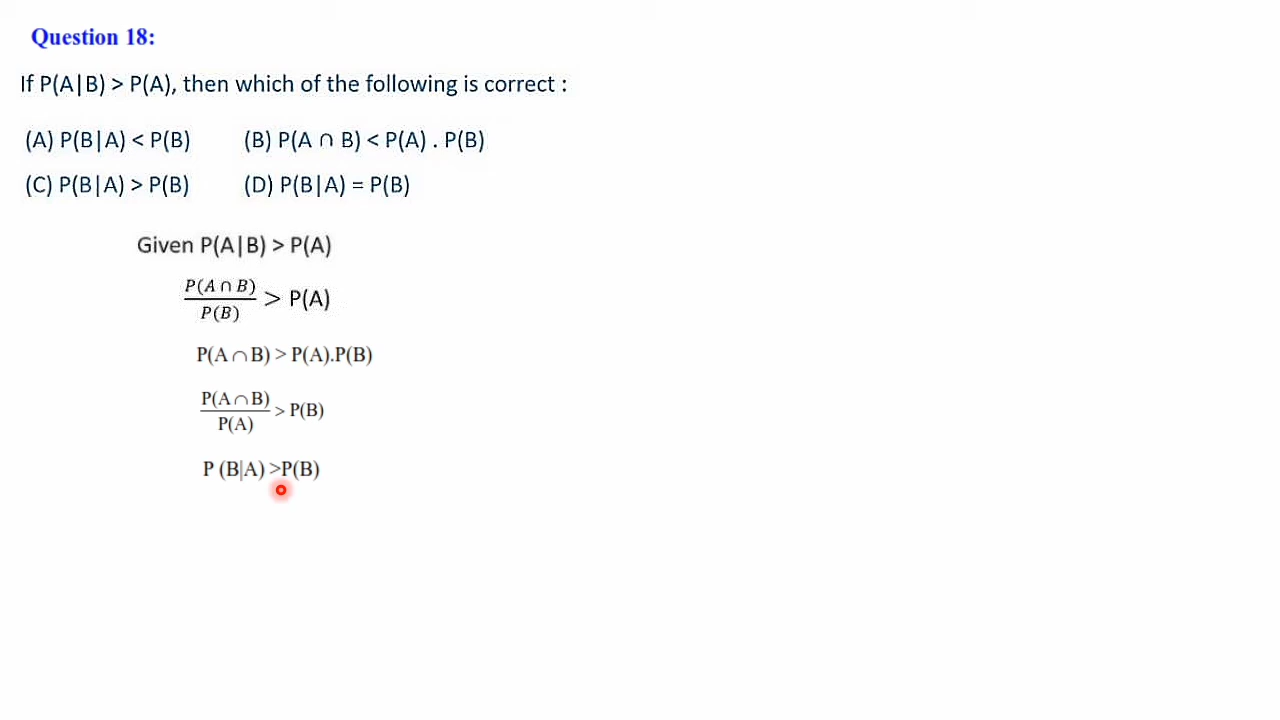 Question 18:
If P(A|B) > P(A), then which of the following is correct :
(A) P(B|A) < P(B) (B) P(A ∩ B) < P(A) . P(B)
(C) P(B|A) > P(B) (D) P(B|A) = P(B)
Given P(A|B) > P(A)
P(A ∩ B)
P(B)
> P(A)
P(A ∩ B) > P(A).P(B)
P(A ∩ B)
P(A)
> P(B)
P (B|A) >P(B)